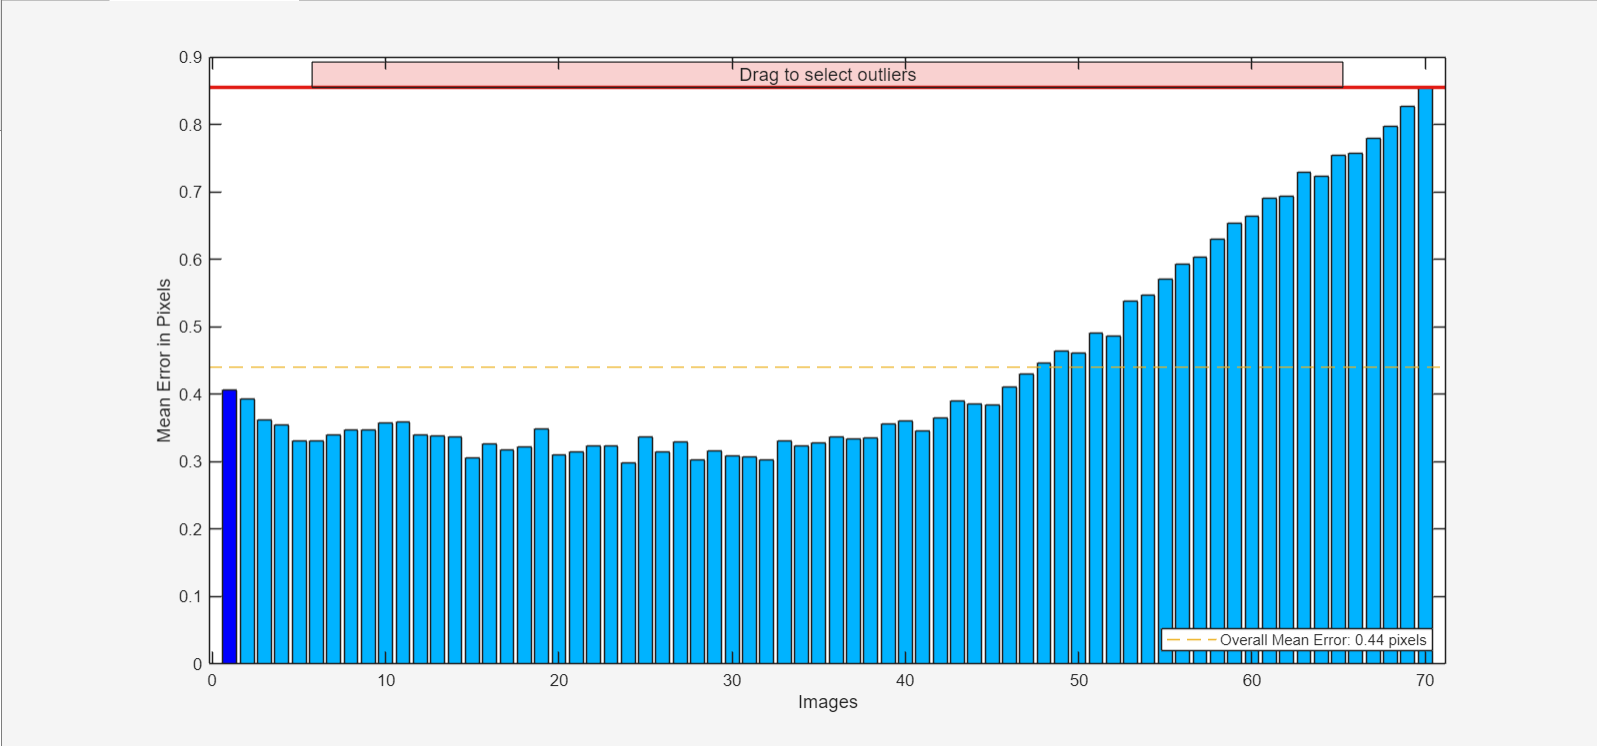 0.9
Drag to select outliers
0.8
0.7
0.6
0.5
0.4
0.3
0.2
0.1
0
Mean Error in Pixels
Overall Mean Error: 0.44 pixels
0 10 20 30 40 50 60 70
Images